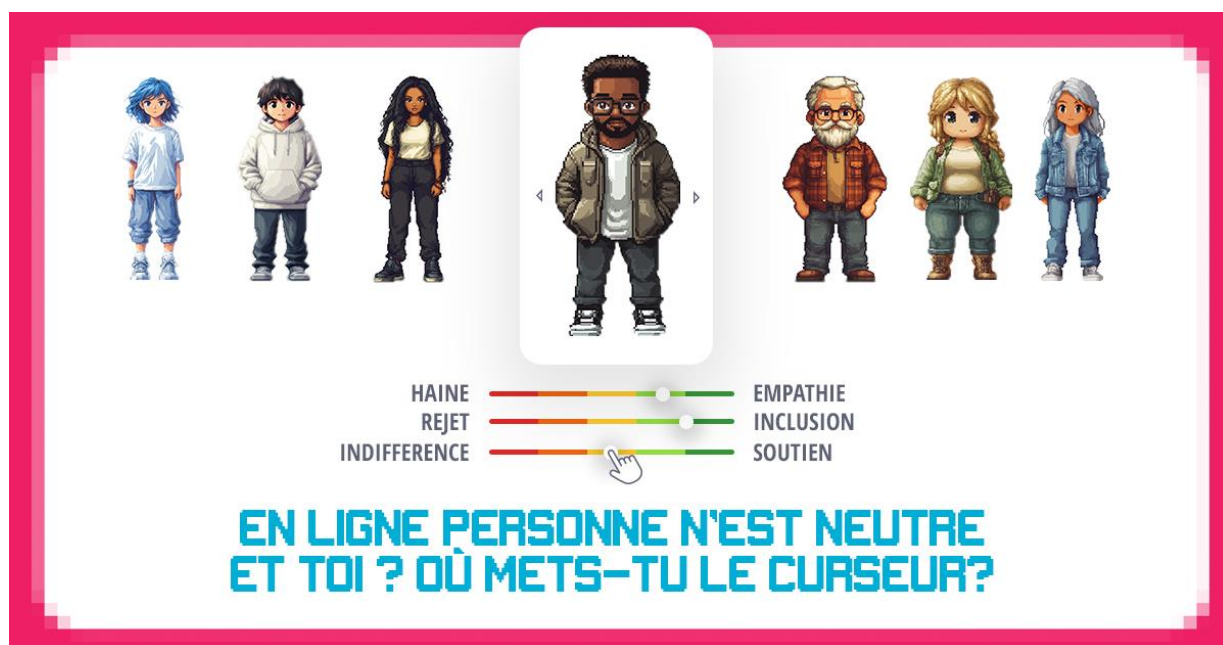 HAINE EMPATHIE
REJET INCLUSION
INDIFFERENCE SOUTIEN
EN LIGNE PERSONNE N'EST NEUTRE
ET TOI ? OÙ METS-TU LE CURSEUR?